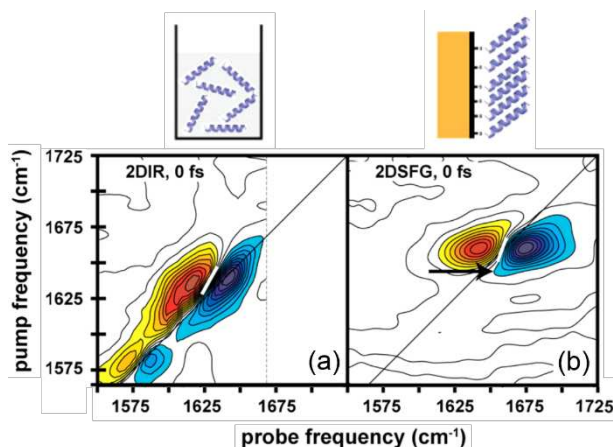 2DIR, 0 fs
2DSFG, 0 fs
1725
1675
1625
1575
pump frequency (cm⁻¹)
(a)
(b)
1575 1625 1675 1575 1625 1675 1725
probe frequency (cm⁻¹)